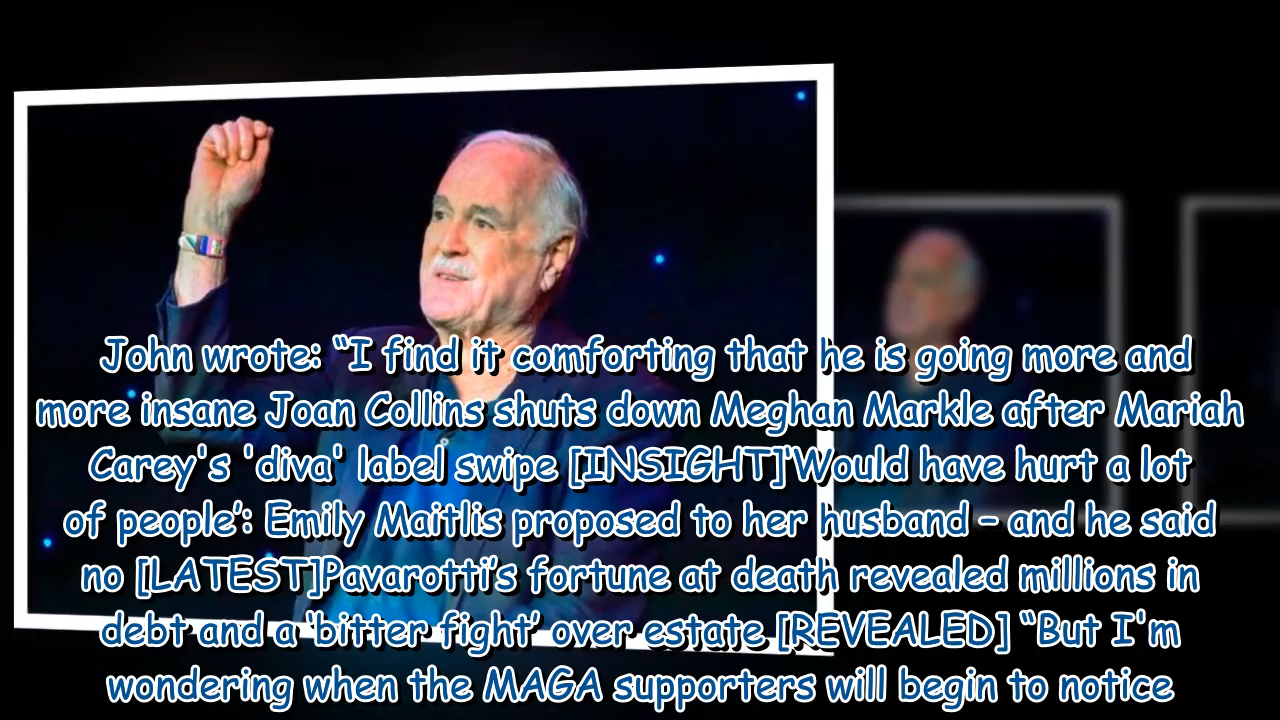 John wrote: “I find it comforting that he is going more and
more insane Joan Collins shuts down Meghan Markle after Mariah
Carey's 'diva' label swipe [INSIGHT]‘Would have hurt a lot
of people’: Emily Maitlis proposed to her husband – and he said
no [LATEST]Pavarotti’s fortune at death revealed millions in
debt and a ‘bitter fight’ over estate [REVEALED] “But I'm
wondering when the MAGA supporters will begin to notice